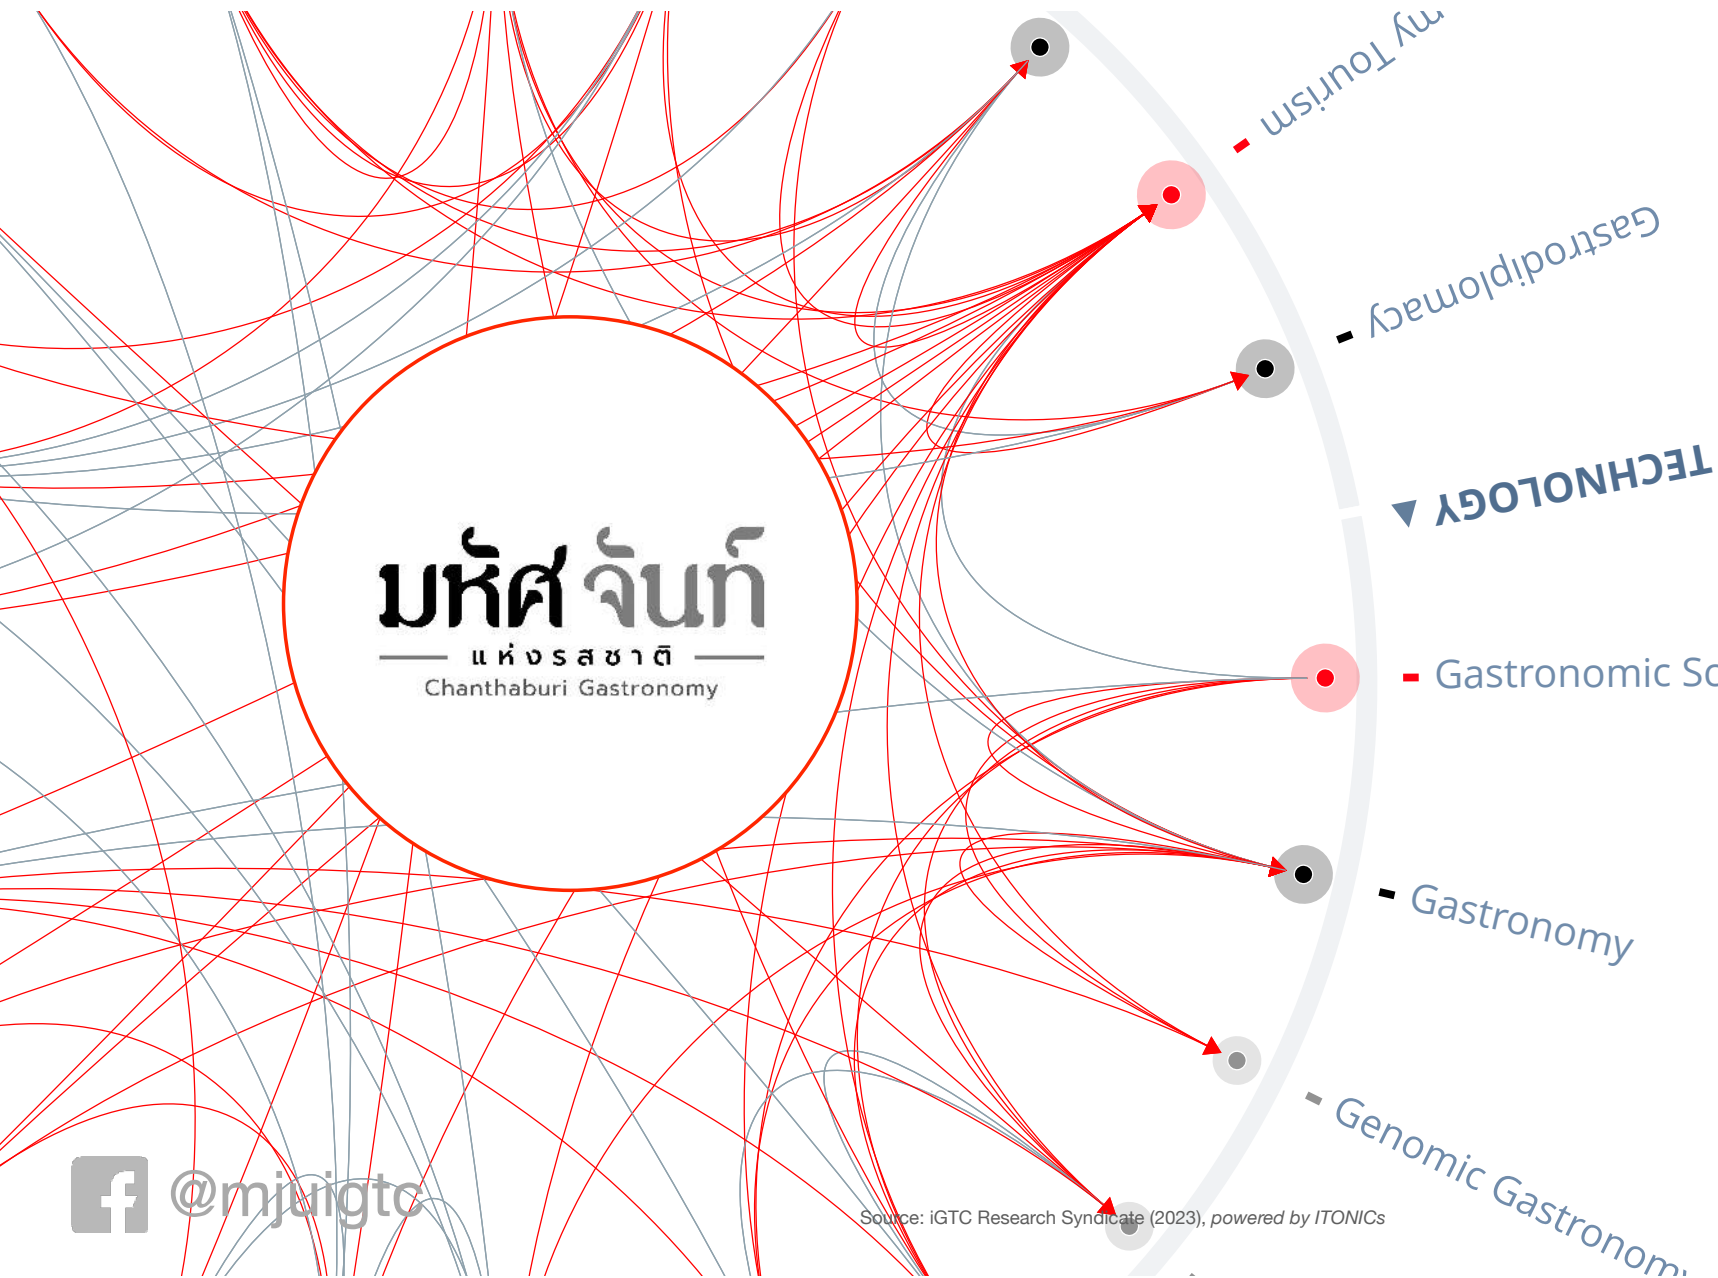 my Tourism
Gastrodiplomacy
TECHNOLOGY
มหัศจันท์
แห่งรสชาติ
Chanthaburi Gastronomy
Gastronomic Sc
Gastronomy
Genomic Gastronomy
@mjuigtc
Source: iGTC Research Syndicate (2023), powered by ITONICs